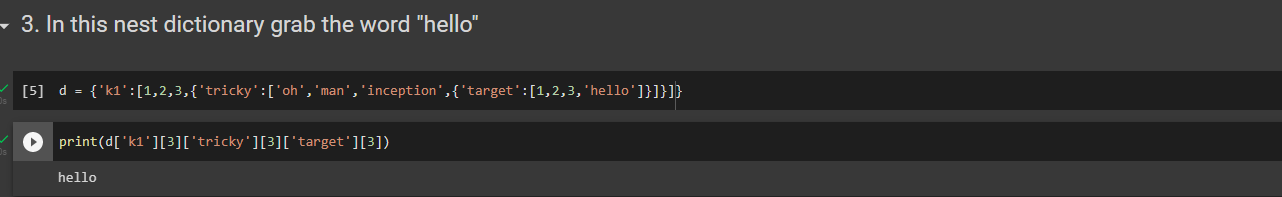 3. In this nest dictionary grab the word "hello"
[5] d = {'k1':[1,2,3,{'tricky':['oh','man','inception',{'target':[1,2,3,'hello']}]}]}
print(d['k1'][3]['tricky'][3]['target'][3])
hello